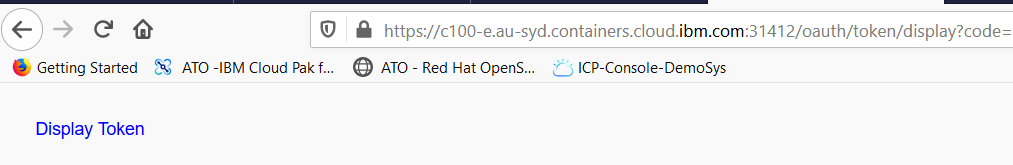 https://c100-e.au-syd.containers.cloud.ibm.com:31412/oauth/token/display?code=
Getting Started ATO -IBM Cloud Pak f... ATO - Red Hat OpenS... ICP-Console-DemoSys
Display Token